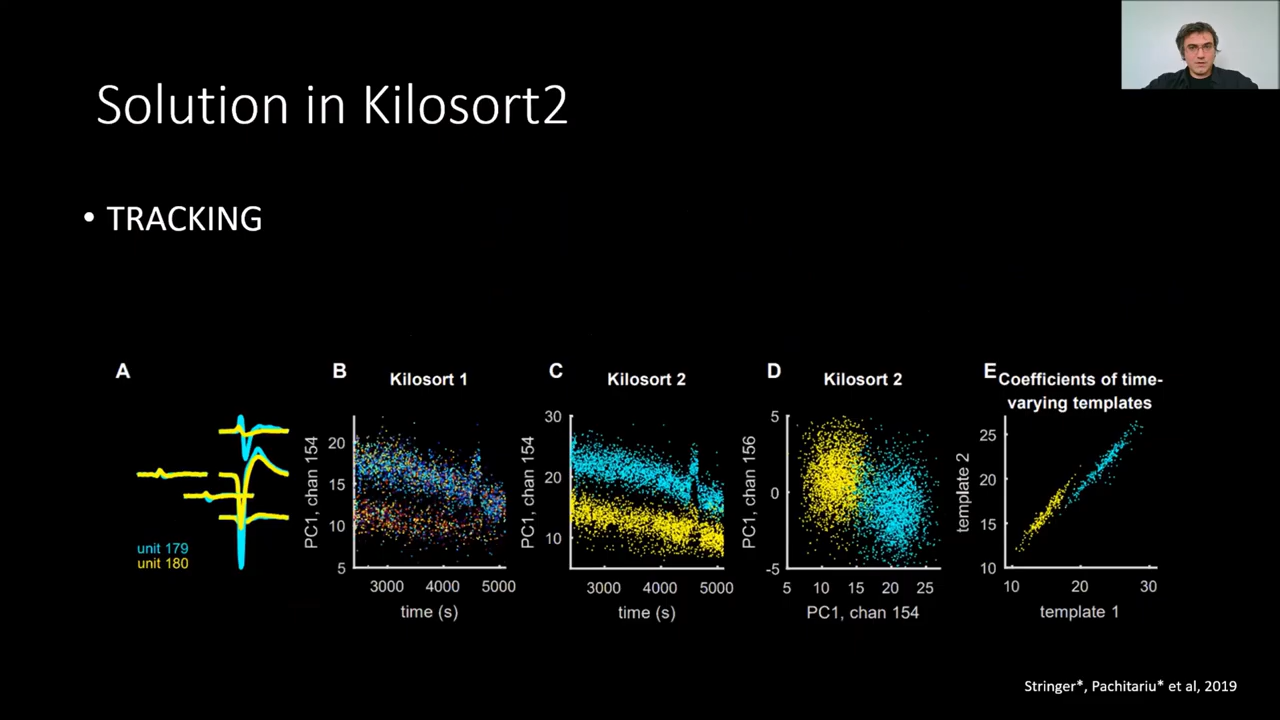 Solution in Kilosort2
• TRACKING
A
unit 179
unit 180
B
Kilosort 1
PC1, chan 154
20
15
10
5
3000 4000 5000
time (s)
C
Kilosort 2
PC1, chan 154
30
20
10
3000 4000 5000
time (s)
D
Kilosort 2
PC1, chan 156
5
0
-5
5 10 15 20 25
PC1, chan 154
E
Coefficients of time-
varying templates
template 2
25
20
15
10
10 20 30
template 1
Stringer*, Pachitariu* et al, 2019